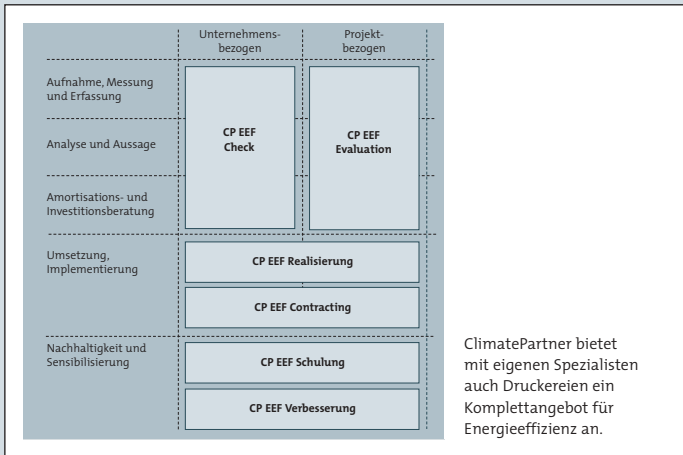 Unternehmens-
bezogen
Projekt-
bezogen
Aufnahme, Messung
und Erfassung
Analyse und Aussage
Amortisations- und
Investitionsberatung
CP EEF
Check
CP EEF
Evaluation
Umsetzung,
Implementierung
CP EEF Realisierung
CP EEF Contracting
Nachhaltigkeit und
Sensibilisierung
CP EEF Schulung
CP EEF Verbesserung
ClimatePartner bietet
mit eigenen Spezialisten
auch Druckereien ein
Komplettangebot für
Energieeffizienz an.